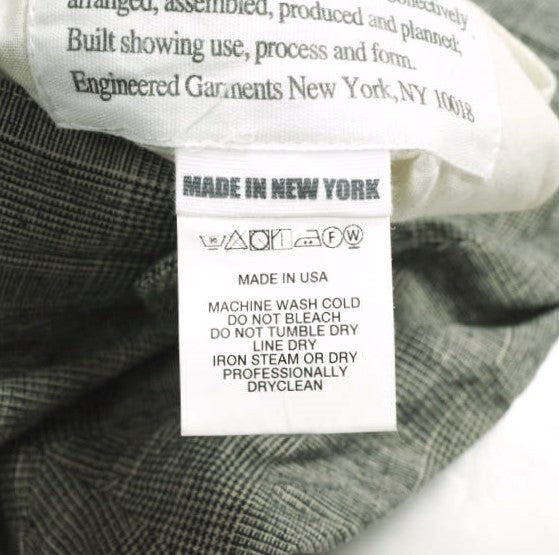 arranged, assembled, produced and planned,
Built showing use, process and form.
Engineered Garments New York, NY 10018
MADE IN NEW YORK
F W
MADE IN USA
MACHINE WASH COLD
DO NOT BLEACH
DO NOT TUMBLE DRY
LINE DRY
IRON STEAM OR DRY
PROFESSIONALLY
DRYCLEAN